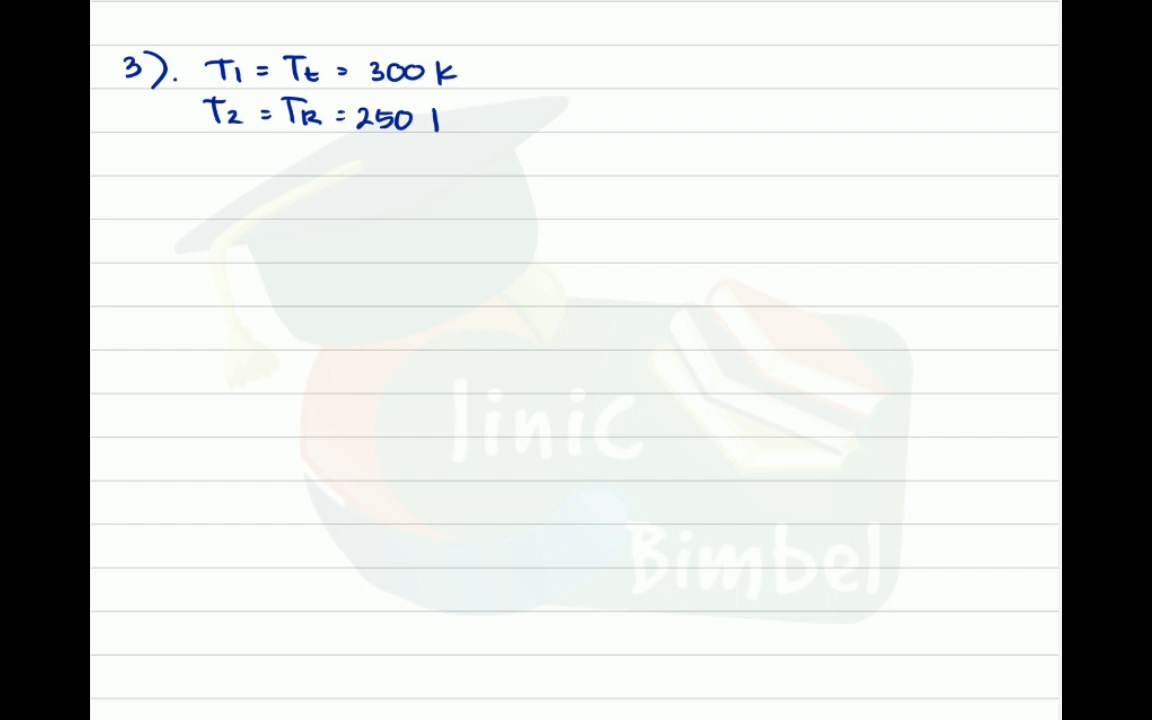 3). T1 = Tt = 300 K
T2 = TR = 250 l
linic
Bimbel